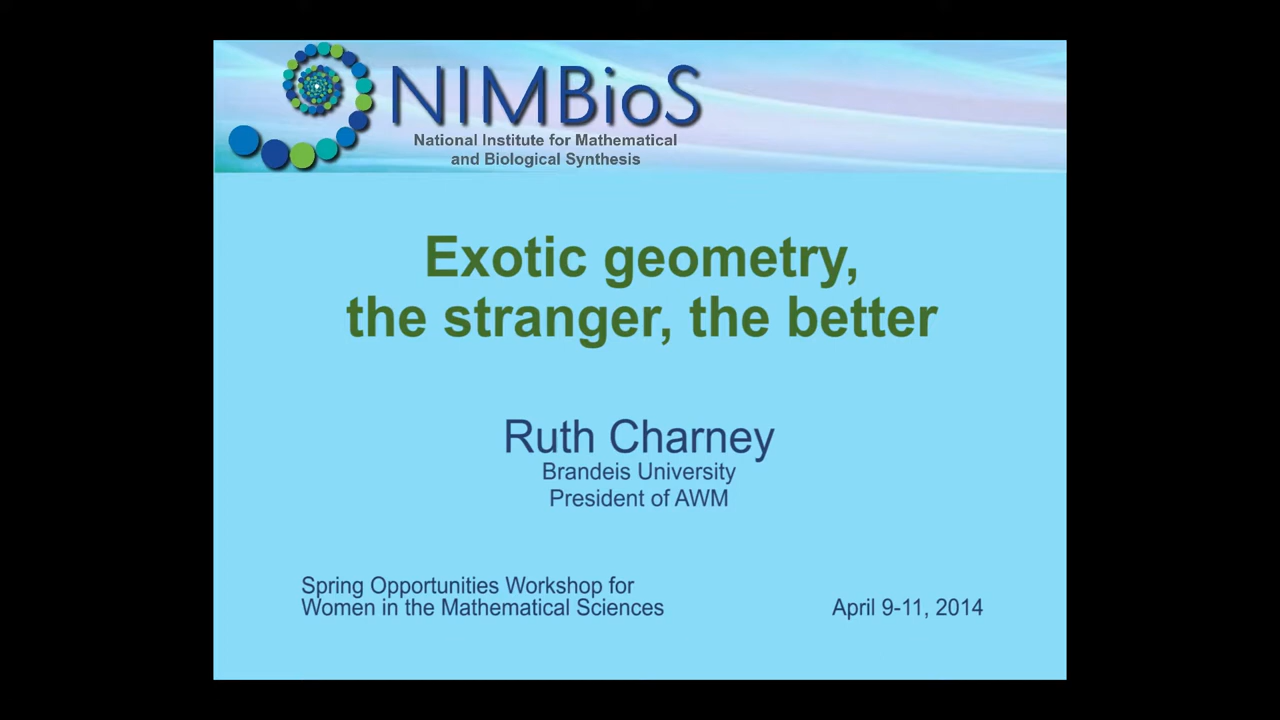 NIMBioS
National Institute for Mathematical
and Biological Synthesis
Exotic geometry,
the stranger, the better
Ruth Charney
Brandeis University
President of AWM
Spring Opportunities Workshop for
Women in the Mathematical Sciences
April 9-11, 2014